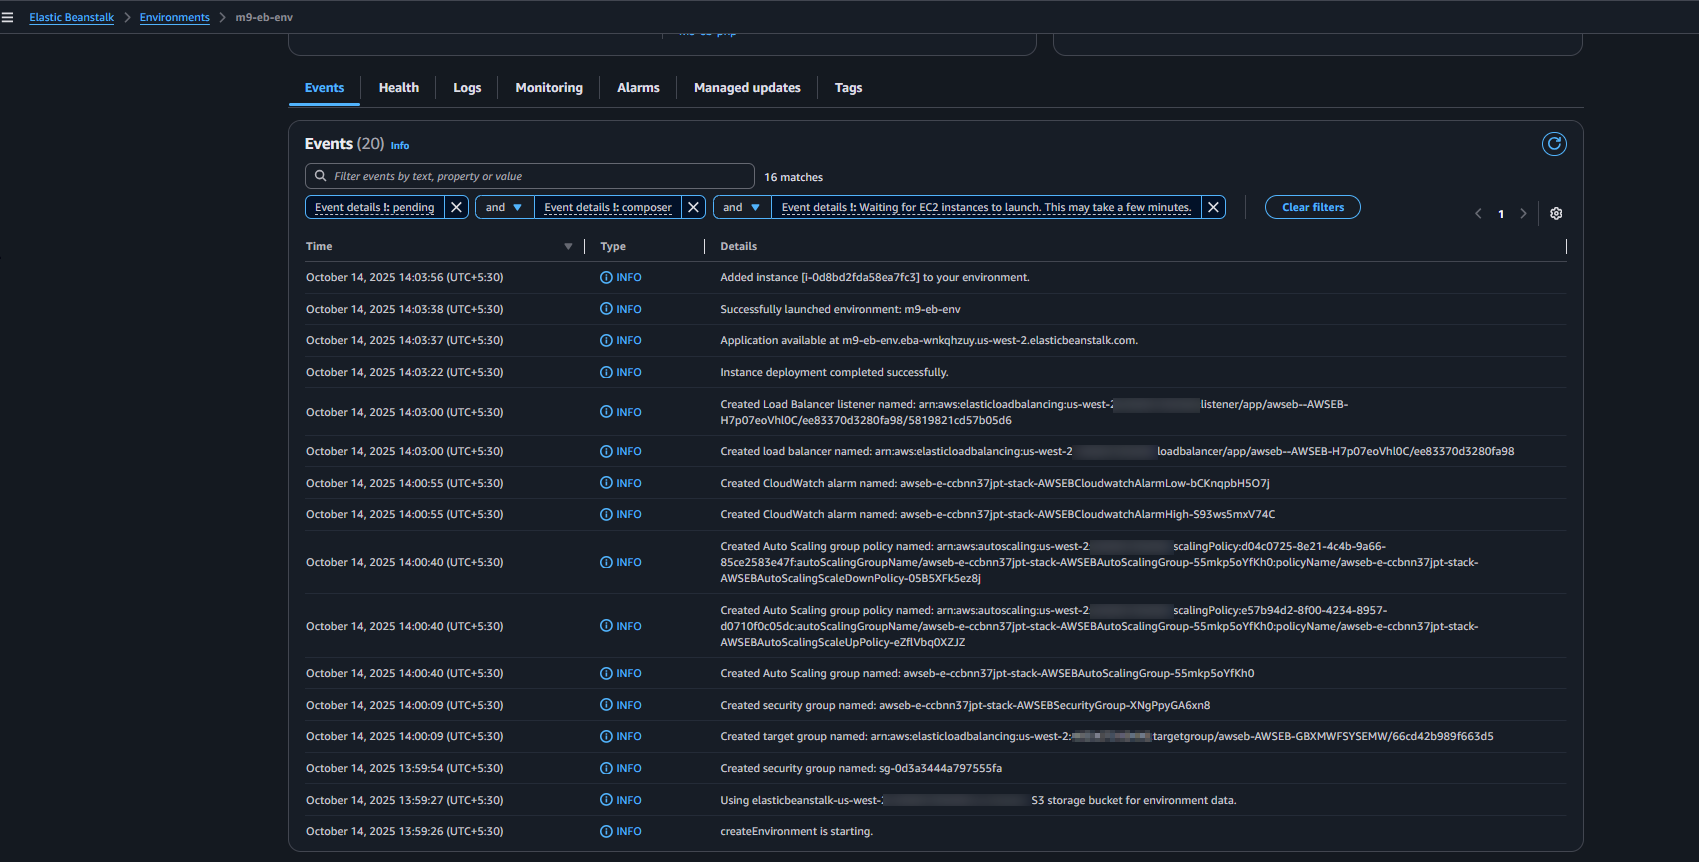 Elastic Beanstalk > Environments > m9-eb-env
Events Health Logs Monitoring Alarms Managed updates Tags
Events (20) Info
Filter events by text, property or value 16 matches
Event details !: pending and Event details !: composer and Event details !: Waiting for EC2 instances to launch. This may take a few minutes. Clear filters 1
Time Type Details
October 14, 2025 14:03:56 (UTC+5:30) INFO Added instance [i-0d8bd2fda58ea7fc3] to your environment.
October 14, 2025 14:03:38 (UTC+5:30) INFO Successfully launched environment: m9-eb-env
October 14, 2025 14:03:37 (UTC+5:30) INFO Application available at m9-eb-env.eba-wnkqhzuy.us-west-2.elasticbeanstalk.com.
October 14, 2025 14:03:22 (UTC+5:30) INFO Instance deployment completed successfully.
October 14, 2025 14:03:00 (UTC+5:30) INFO Created Load Balancer listener named: arn:aws:elasticloadbalancing:us-west-2 listener/app/awseb--AWSEB-
H7p07eoVhl0C/ee83370d3280fa98/5819821cd57b05d6
October 14, 2025 14:03:00 (UTC+5:30) INFO Created load balancer named: arn:aws:elasticloadbalancing:us-west-2 loadbalancer/app/awseb--AWSEB-H7p07eoVhl0C/ee83370d3280fa98
October 14, 2025 14:00:55 (UTC+5:30) INFO Created CloudWatch alarm named: awseb-e-ccbnn37jpt-stack-AWSEBCloudwatchAlarmLow-bCKnqpbH5O7j
October 14, 2025 14:00:55 (UTC+5:30) INFO Created CloudWatch alarm named: awseb-e-ccbnn37jpt-stack-AWSEBCloudwatchAlarmHigh-S93ws5mxV74C
October 14, 2025 14:00:40 (UTC+5:30) INFO Created Auto Scaling group policy named: arn:aws:autoscaling:us-west-2 scalingPolicy:d04c0725-8e21-4c4b-9a66-
85ce2583e47f:autoScalingGroupName/awseb-e-ccbnn37jpt-stack-AWSEBAutoScalingGroup-55mkp5oYfKh0:policyName/awseb-e-ccbnn37jpt-stack-
AWSEBAutoScalingScaleDownPolicy-05B5XFk5ez8j
October 14, 2025 14:00:40 (UTC+5:30) INFO Created Auto Scaling group policy named: arn:aws:autoscaling:us-west-2 scalingPolicy:e57b94d2-8f00-4234-8957-
d0710f0c05dc:autoScalingGroupName/awseb-e-ccbnn37jpt-stack-AWSEBAutoScalingGroup-55mkp5oYfKh0:policyName/awseb-e-ccbnn37jpt-stack-
AWSEBAutoScalingScaleUpPolicy-eZflVbq0XZJZ
October 14, 2025 14:00:40 (UTC+5:30) INFO Created Auto Scaling group named: awseb-e-ccbnn37jpt-stack-AWSEBAutoScalingGroup-55mkp5oYfKh0
October 14, 2025 14:00:09 (UTC+5:30) INFO Created security group named: awseb-e-ccbnn37jpt-stack-AWSEBSecurityGroup-XNgPpyGA6xn8
October 14, 2025 14:00:09 (UTC+5:30) INFO Created target group named: arn:aws:elasticloadbalancing:us-west-2: targetgroup/awseb-AWSEB-GBXMWFSYSEMW/66cd42b989f663d5
October 14, 2025 13:59:54 (UTC+5:30) INFO Created security group named: sg-0d3a3444a797555fa
October 14, 2025 13:59:27 (UTC+5:30) INFO Using elasticbeanstalk-us-west- S3 storage bucket for environment data.
October 14, 2025 13:59:26 (UTC+5:30) INFO createEnvironment is starting.